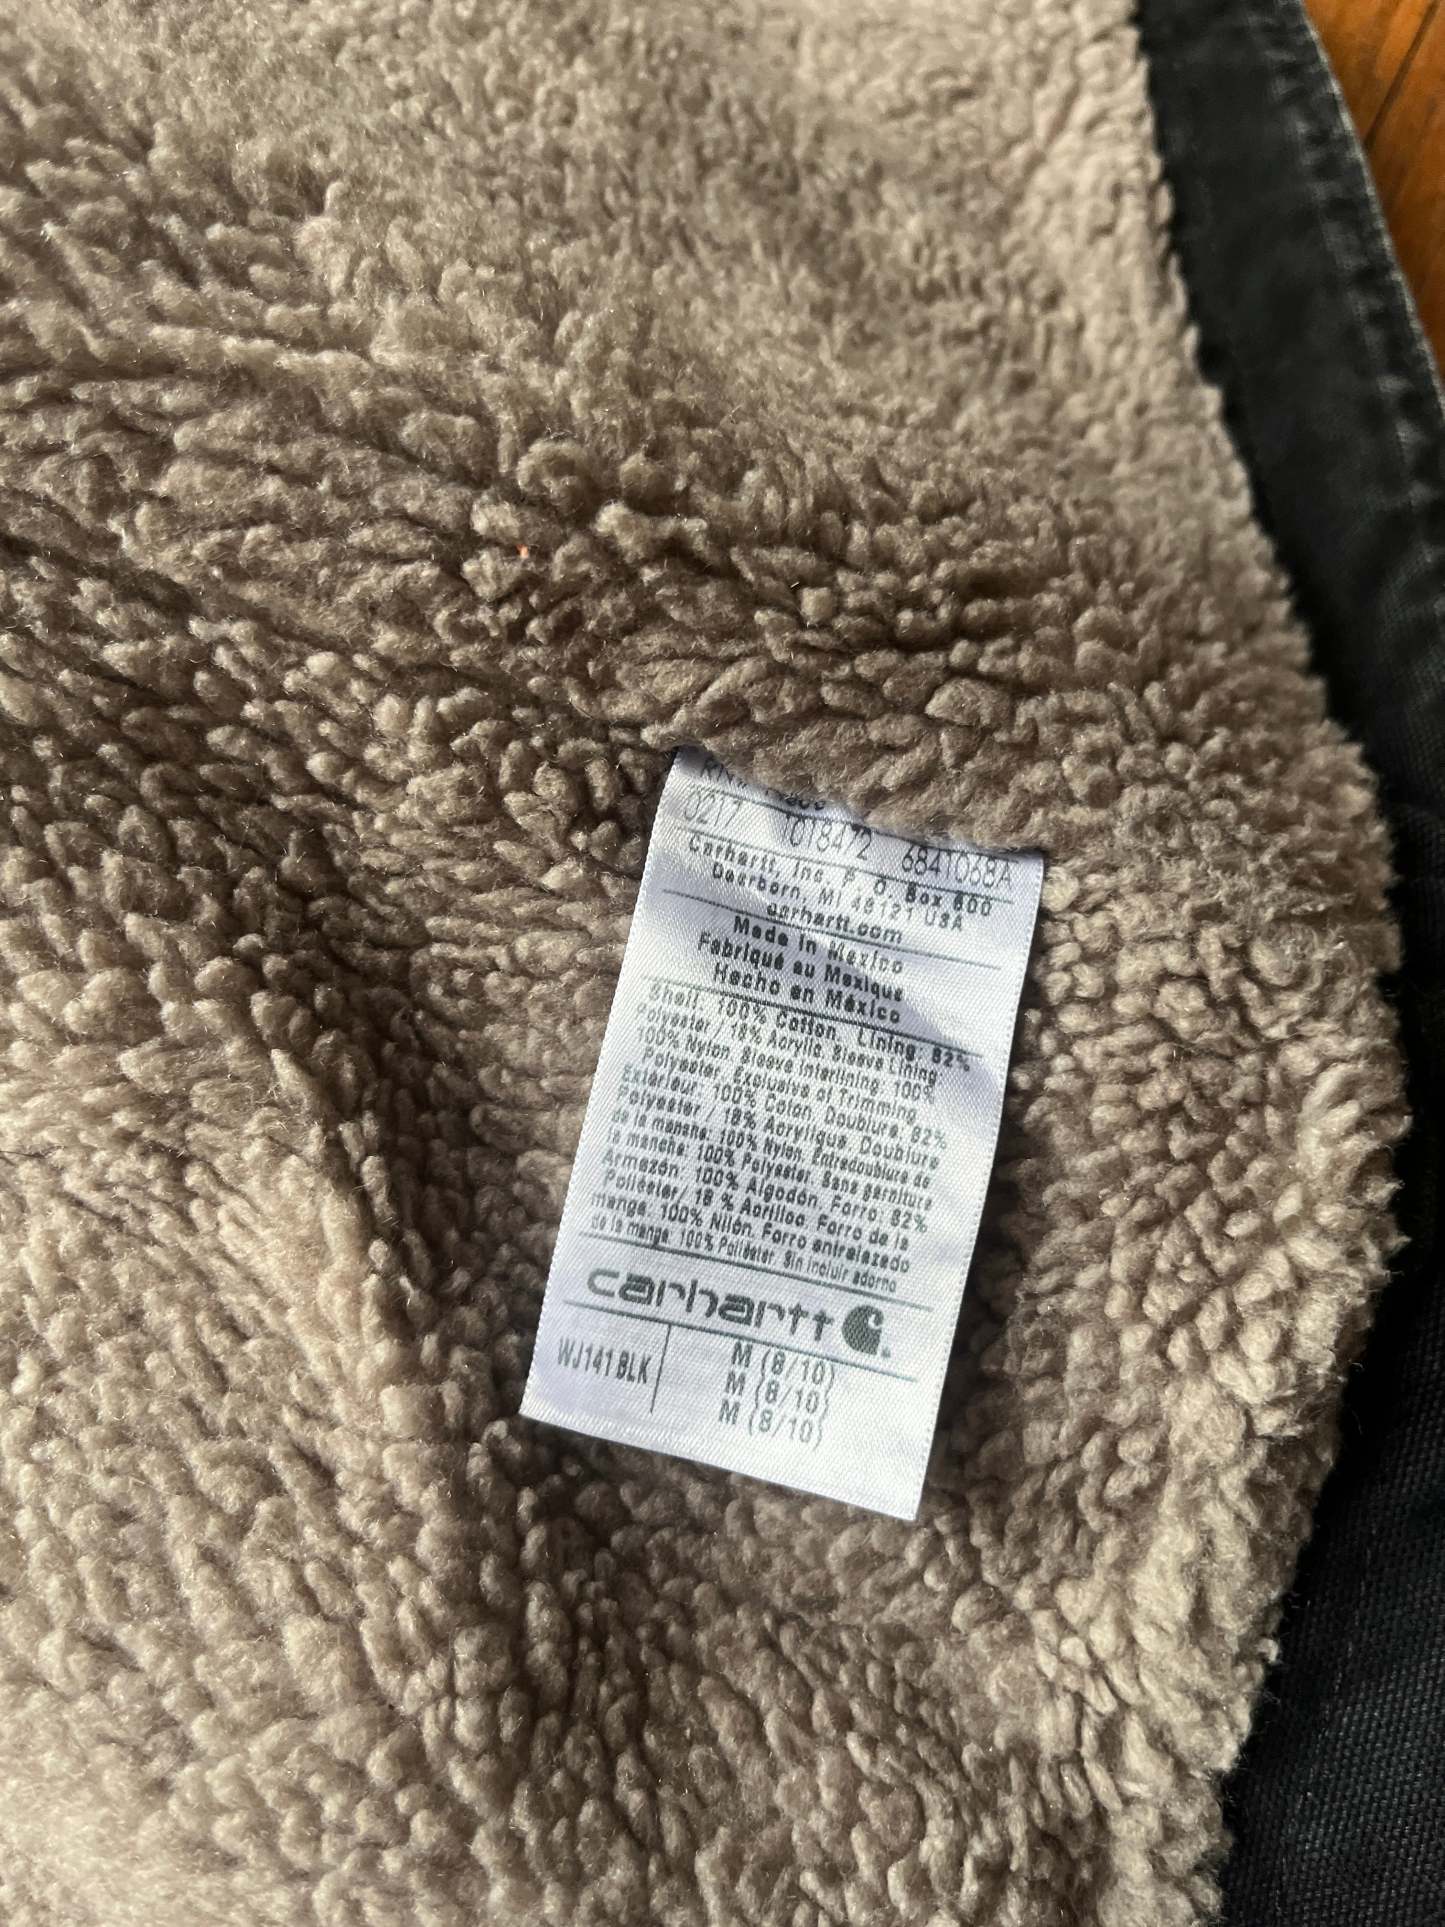 0217 1018472 6841068A
Carhartt, Inc. P. O. Box 600
Dearborn, MI 48121 USA
carhartt.com
Made in Mexico
Fabriqué au Mexique
Hecho en México
Shell: 100% Cotton, Lining: 82%
Polyester / 18% Acrylic Sleeve Lining
100% Nylon, Sleeve Interlining: 100%
Polyester, Exclusive of Trimming
Extérieur: 100% Coton, Doublure: 82%
Polyester / 18% Acrylique, Doublure
de la manche: 100% Nylon, Entredoublure de
la manche: 100% Polyester. Sans garniture
Armazón: 100% Algodón, Forro: 82%
Poliéster/ 18 % Acrílico Forro de la
manga: 100% Nilón. Forro entrelazado
de la manga: 100% Poliéster. Sin incluir adorno
carhartt
WJ141 BLK
M (8/10)
M (8/10)
M (8/10)